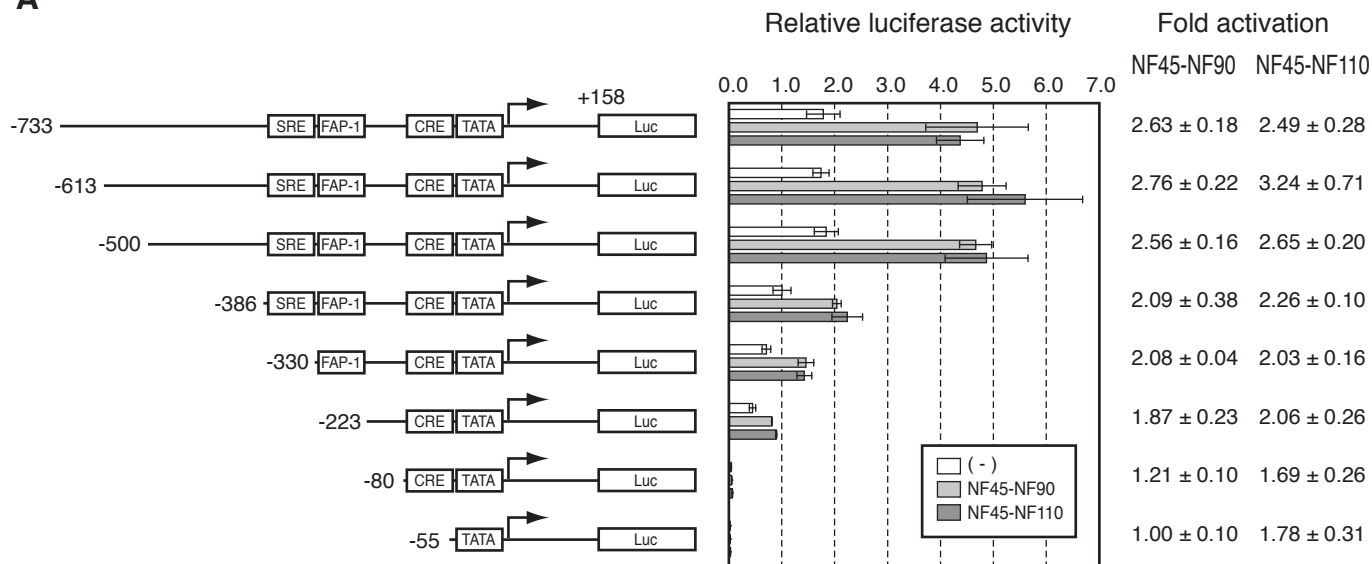 A
Relative luciferase activity Fold activation
NF45-NF90 NF45-NF110
0.0 1.0 2.0 3.0 4.0 5.0 6.0 7.0
+158
-733 SRE FAP-1 CRE TATA Luc 2.63 ± 0.18 2.49 ± 0.28
-613 SRE FAP-1 CRE TATA Luc 2.76 ± 0.22 3.24 ± 0.71
-500 SRE FAP-1 CRE TATA Luc 2.56 ± 0.16 2.65 ± 0.20
-386 SRE FAP-1 CRE TATA Luc 2.09 ± 0.38 2.26 ± 0.10
-330 FAP-1 CRE TATA Luc 2.08 ± 0.04 2.03 ± 0.16
-223 CRE TATA Luc 1.87 ± 0.23 2.06 ± 0.26
-80 CRE TATA Luc 1.21 ± 0.10 1.69 ± 0.26
-55 TATA Luc 1.00 ± 0.10 1.78 ± 0.31
( - )
NF45-NF90
NF45-NF110